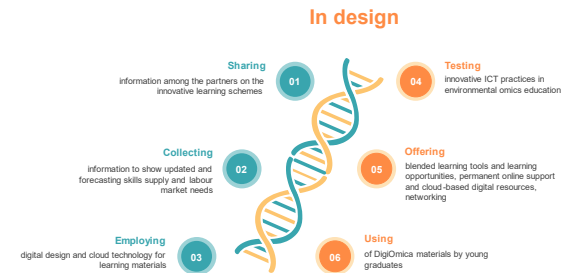 In design
Sharing
information among the partners on the
innovative learning schemes
01
Collecting
information to show updated and
forecasting skills supply and labour
market needs
02
Employing
digital design and cloud technology for
learning materials
03
04
Testing
innovative ICT practices in
environmental omics education
05
Offering
blended learning tools and learning
opportunities, permanent online support
and cloud-based digital resources,
networking
06
Using
of DigiOmica materials by young
graduates